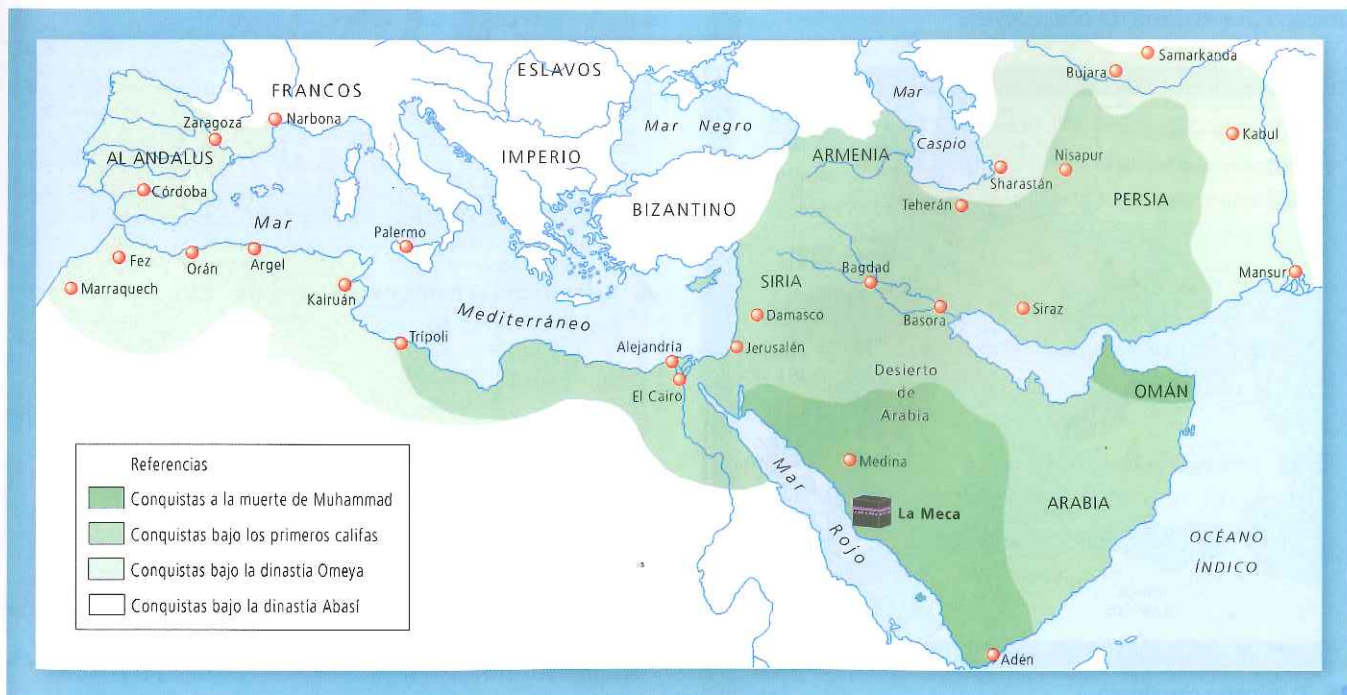 ESLAVOS
FRANCOS
Samarkanda
Bujara
Mar
Caspio
Zaragoza
Narbona
Mar Negro
Kabul
AL ANDALUS
IMPERIO
BIZANTINO
ARMENIA
Nisapur
Sharastán
Córdoba
Teherán
PERSIA
Mar
Mediterráneo
Palermo
Fez
Orán
Argel
Marraquech
Kairuán
SIRIA
Bagdad
Mansur
Damasco
Basora
Siraz
Trípoli
Alejandria
Jerusalén
El Cairo
Desierto
de
Arabia
OMÁN
Medina
Mar
Rojo
La Meca
ARABIA
OCÉANO
ÍNDICO
Adén
Referencias
Conquistas a la muerte de Muhammad
Conquistas bajo los primeros califas
Conquistas bajo la dinastía Omeya
Conquistas bajo la dinastía Abasí